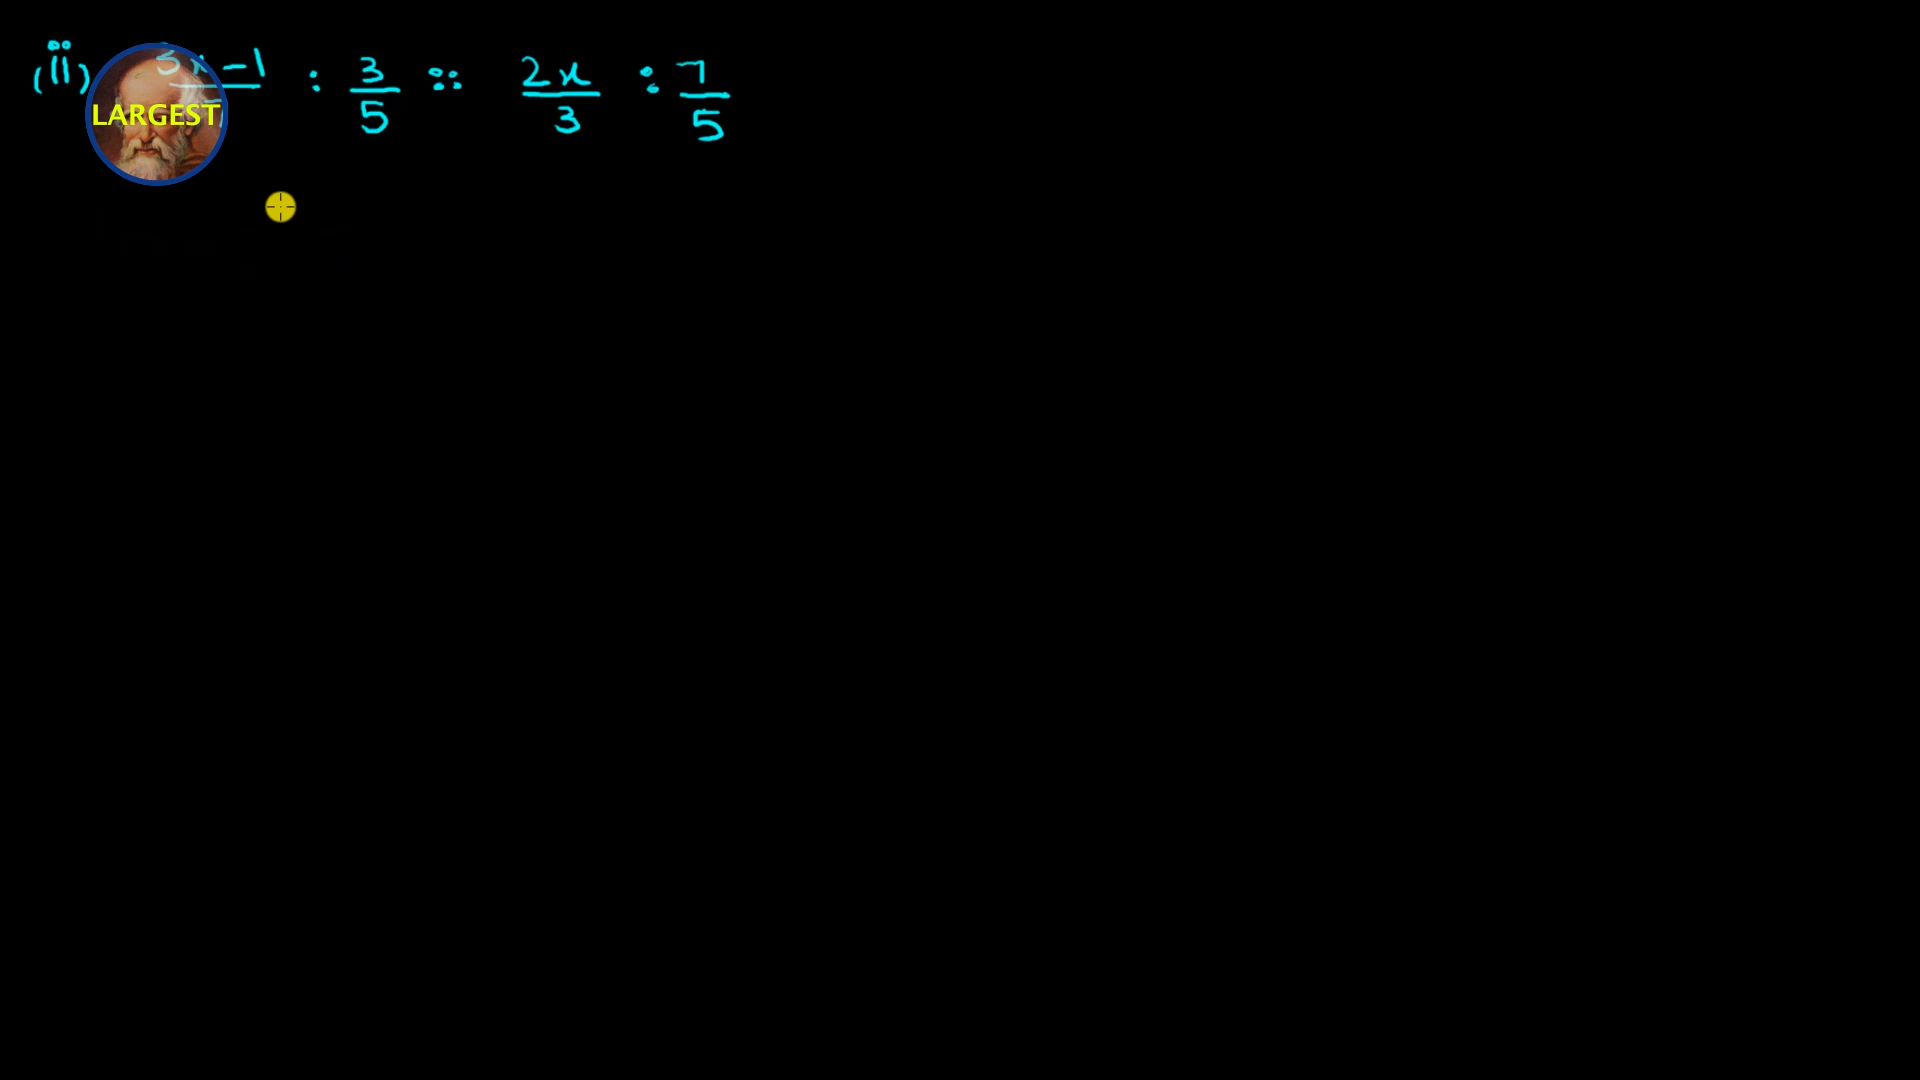 (ii) 3x-1 : 3/5 :: 2x/3 : 7/5
LARGEST